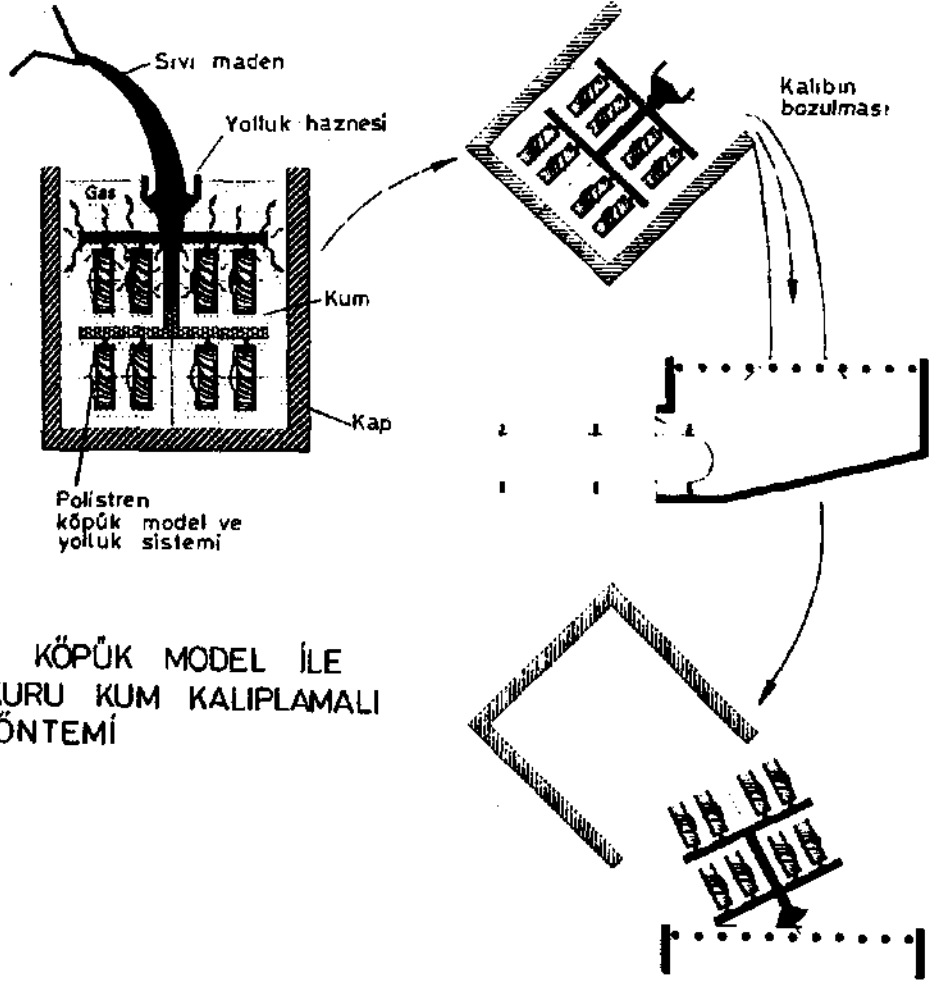 Sıvı maden
Yolluk haznesi
Gas
Kum
Kap
Polistren
köpük model ve
yolluk sistemi
Kalıbın
bozulması
KÖPÜK MODEL İLE
KURU KUM KALIPLAMALI
ÖNTEMİ